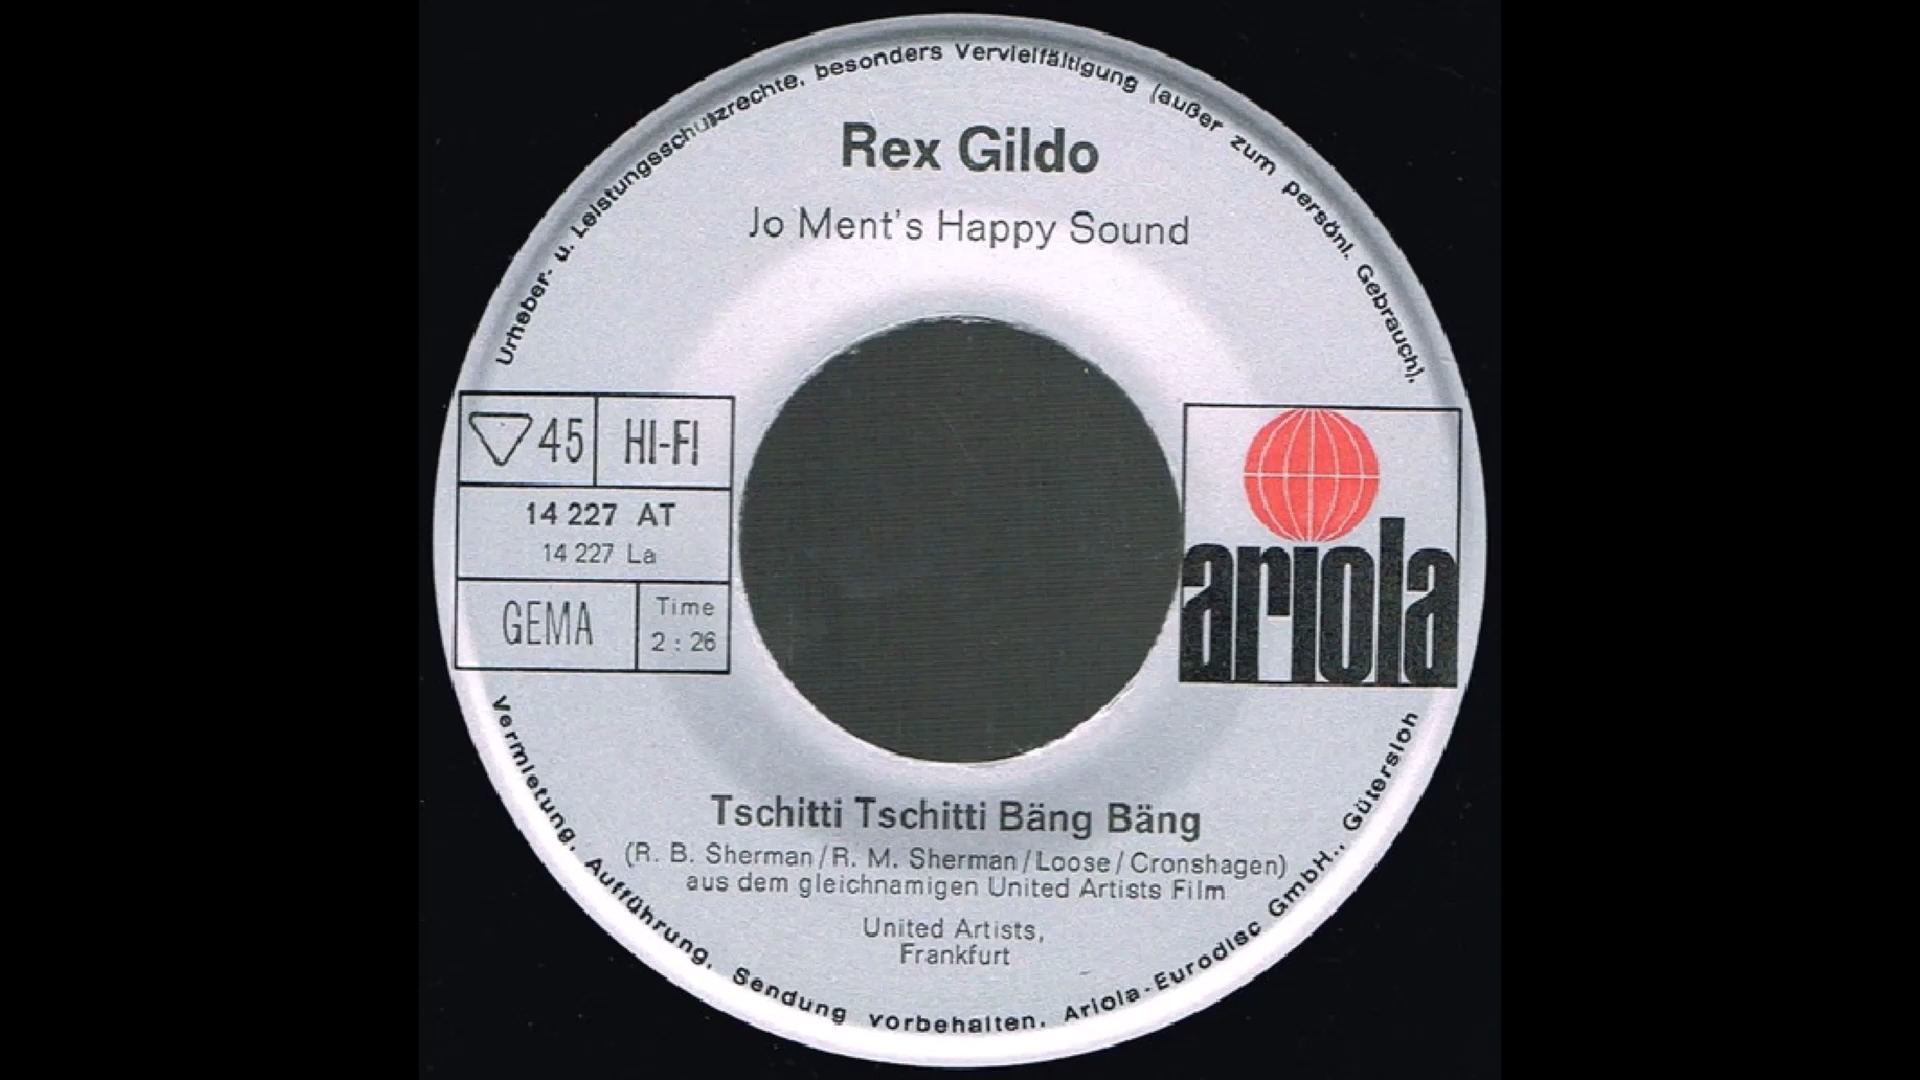 Urheber- u. Leistungsschutzrechte, besonders Vervielfältigung (außer zum persönl. Gebrauch),
Rex Gildo
Jo Ment's Happy Sound
45 HI-FI
14 227 AT
14 227 La
GEMA
Time
2 : 26
ariola
Tschitti Tschitti Bäng Bäng
(R. B. Sherman/R. M. Sherman/Loose/Cronshagen)
aus dem gleichnamigen United Artists Film
United Artists,
Frankfurt
Vermietung, Aufführung, Sendung vorbehalten. Ariola-Eurodisc GmbH., Gütersloh